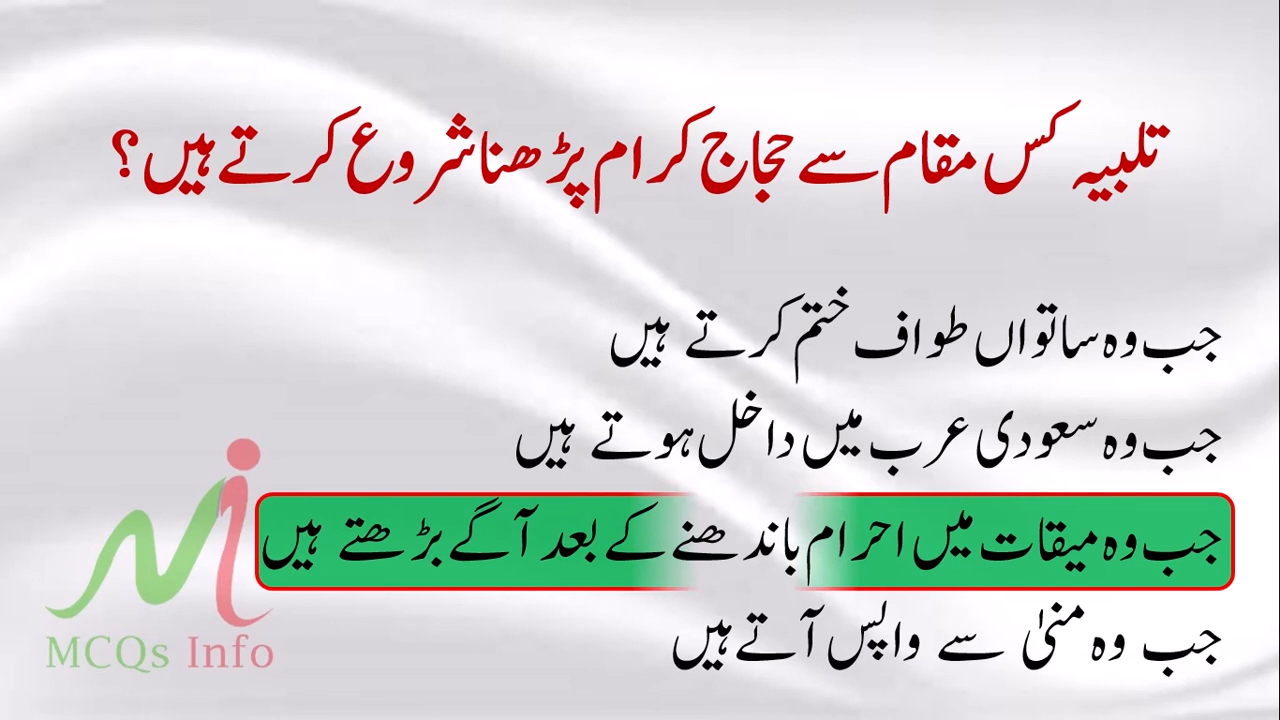 تلبیہ کس مقام سے حجاج کرام پڑھنا شروع کرتے ہیں؟
جب وہ ساتواں طواف ختم کرتے ہیں
جب وہ سعودی عرب میں داخل ہوتے ہیں
جب وہ میقات میں احرام باندھنے کے بعد آگے بڑھتے ہیں
جب وہ منیٰ سے واپس آتے ہیں
MCQs Info